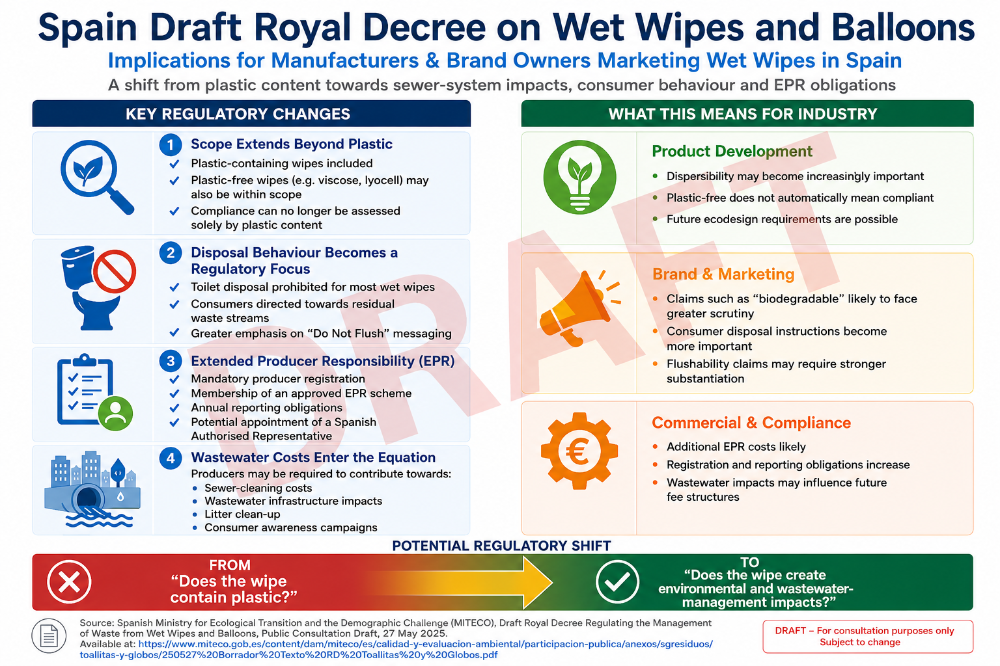 Spain Draft Royal Decree on Wet Wipes and Balloons
Implications for Manufacturers & Brand Owners Marketing Wet Wipes in Spain
A shift from plastic content towards sewer-system impacts, consumer behaviour and EPR obligations
KEY REGULATORY CHANGES
1 Scope Extends Beyond Plastic
Plastic-containing wipes included
Plastic-free wipes (e.g. viscose, lyocell) may
also be within scope
Compliance can no longer be assessed
solely by plastic content
2 Disposal Behaviour Becomes a
Regulatory Focus
Toilet disposal prohibited for most wet wipes
Consumers directed towards residual
waste streams
Greater emphasis on “Do Not Flush” messaging
3 Extended Producer Responsibility (EPR)
Mandatory producer registration
Membership of an approved EPR scheme
Annual reporting obligations
Potential appointment of a Spanish
Authorised Representative
4 Wastewater Costs Enter the Equation
Producers may be required to contribute towards:
• Sewer-cleaning costs
• Wastewater infrastructure impacts
• Litter clean-up
• Consumer awareness campaigns
WHAT THIS MEANS FOR INDUSTRY
Product Development
• Dispersibility may become increasingly important
• Plastic-free does not automatically mean compliant
• Future ecodesign requirements are possible
Brand & Marketing
• Claims such as “biodegradable” likely to face
greater scrutiny
• Consumer disposal instructions become
more important
• Flushability claims may require stronger
substantiation
€
Commercial & Compliance
• Additional EPR costs likely
• Registration and reporting obligations increase
• Wastewater impacts may influence future
fee structures
DRAFT
POTENTIAL REGULATORY SHIFT
FROM
“Does the wipe
contain plastic?”
TO
“Does the wipe create
environmental and wastewater-
management impacts?”
Source: Spanish Ministry for Ecological Transition and the Demographic Challenge (MITECO), Draft Royal Decree Regulating the Management
of Waste from Wet Wipes and Balloons, Public Consultation Draft, 27 May 2025.
Available at: https://www.miteco.gob.es/content/dam/miteco/es/calidad-y-evaluacion-ambiental/participacion-publica/anexos/sgresiduos/
toallitas-y-globos/250527%20Borrador%20Texto%20RD%20Toallitas%20y%20Globos.pdf
DRAFT – For consultation purposes only
Subject to change